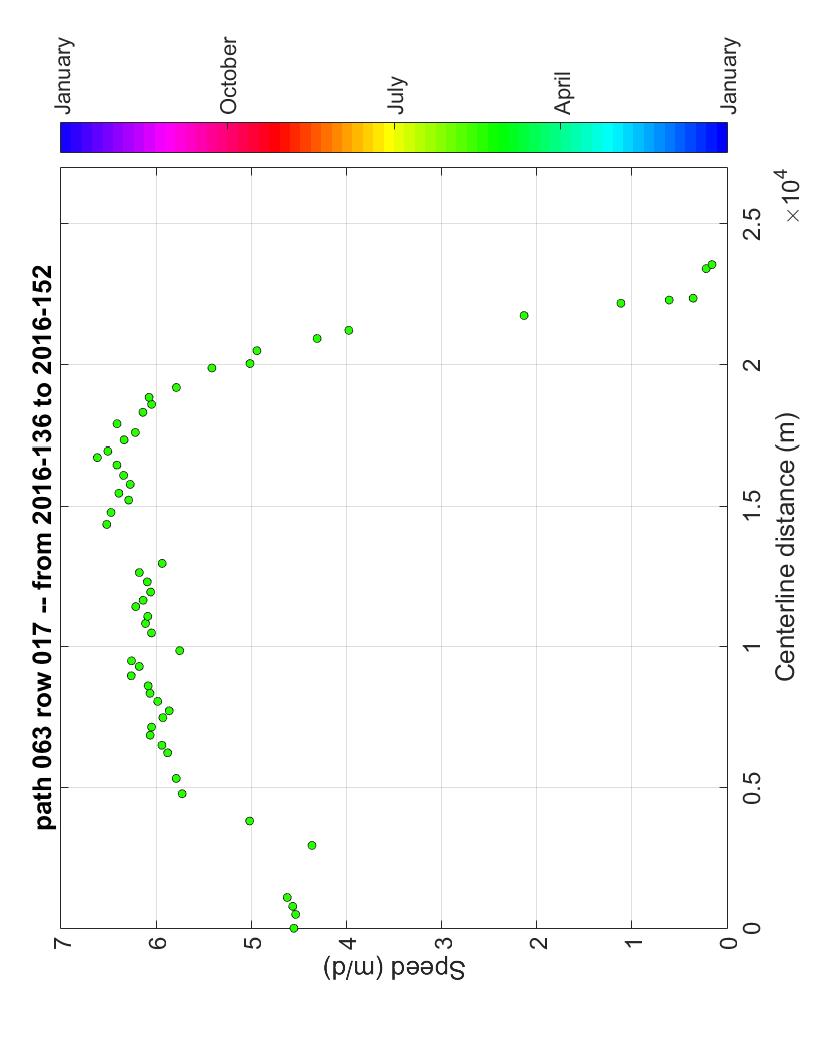 path 063 row 017 -- from 2016-136 to 2016-152
Speed (m/d)
7
6
5
4
3
2
1
0
0
0.5
1
1.5
2
2.5
×10⁴
Centerline distance (m)
January
October
July
April
January